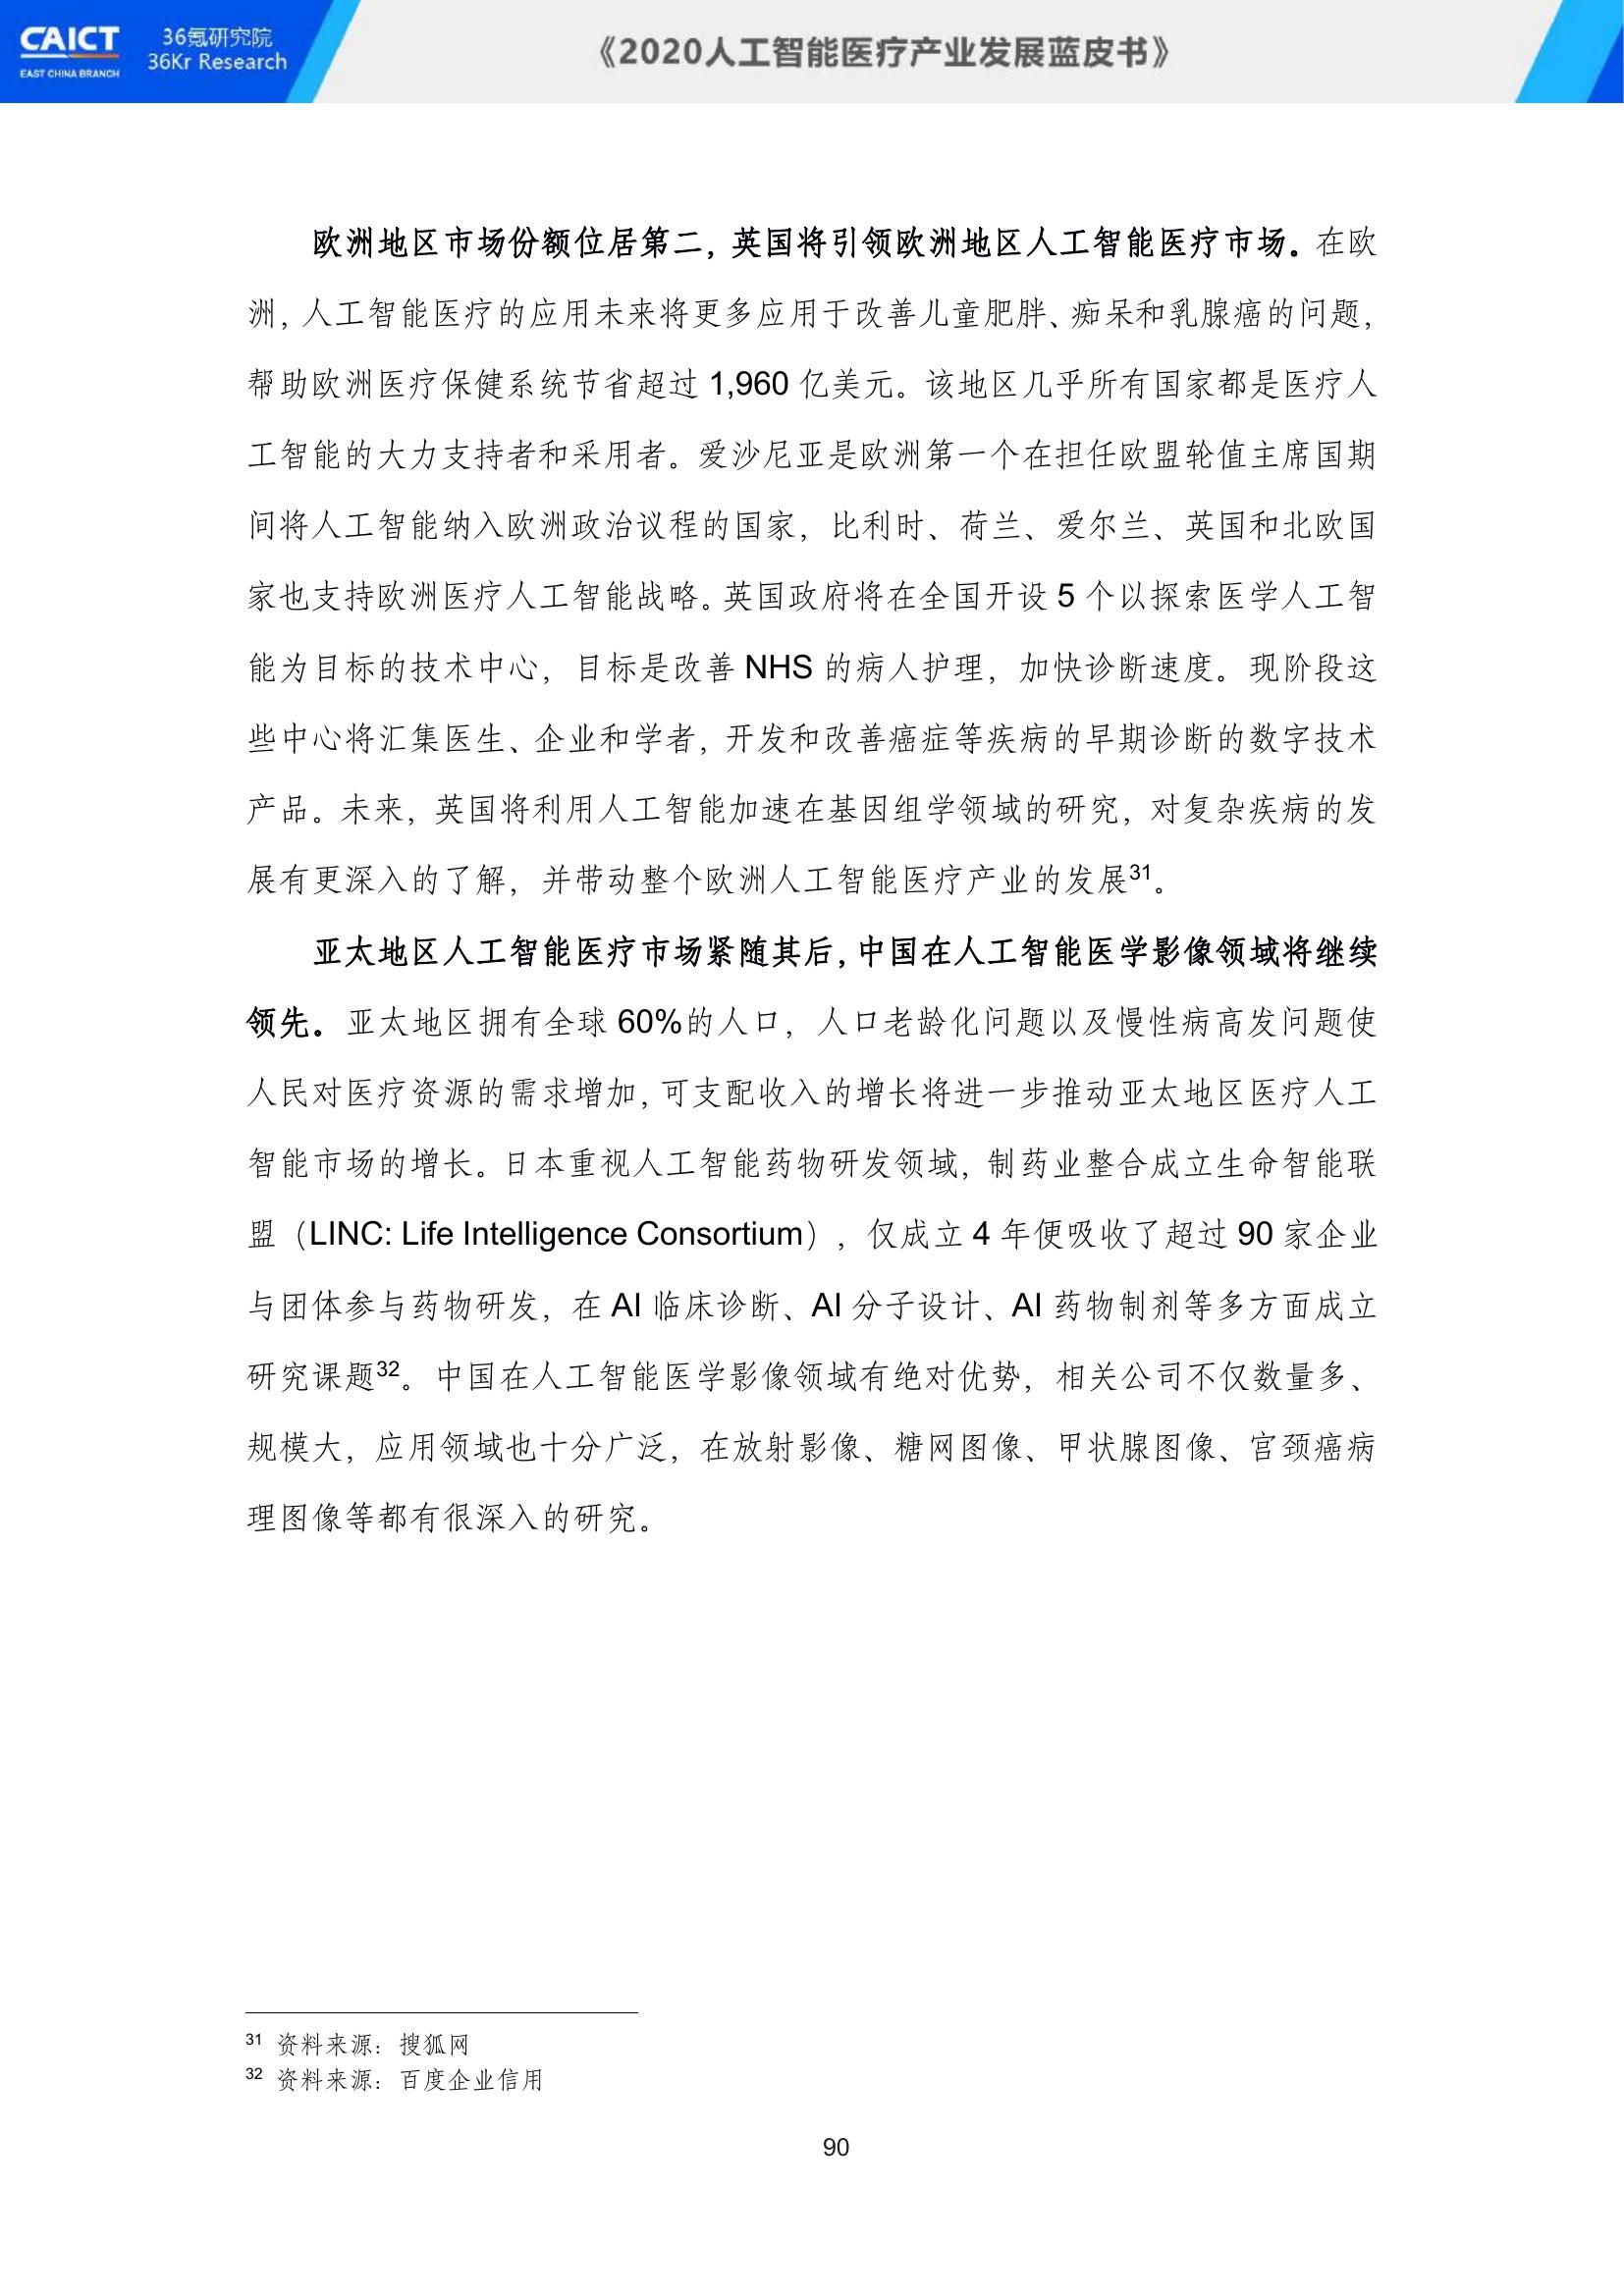 CAICT
EAST CHINA BRANCH
36氪研究院
36Kr Research
《2020人工智能医疗产业发展蓝皮书》
欧洲地区市场份额位居第二，英国将引领欧洲地区人工智能医疗市场。在欧
洲，人工智能医疗的应用未来将更多应用于改善儿童肥胖、痴呆和乳腺癌的问题，
帮助欧洲医疗保健系统节省超过 1,960 亿美元。该地区几乎所有国家都是医疗人
工智能的大力支持者和采用者。爱沙尼亚是欧洲第一个在担任欧盟轮值主席国期
间将人工智能纳入欧洲政治议程的国家，比利时、荷兰、爱尔兰、英国和北欧国
家也支持欧洲医疗人工智能战略。英国政府将在全国开设 5 个以探索医学人工智
能为目标的技术中心，目标是改善 NHS 的病人护理，加快诊断速度。现阶段这
些中心将汇集医生、企业和学者，开发和改善癌症等疾病的早期诊断的数字技术
产品。未来，英国将利用人工智能加速在基因组学领域的研究，对复杂疾病的发
展有更深入的了解，并带动整个欧洲人工智能医疗产业的发展31。
亚太地区人工智能医疗市场紧随其后，中国在人工智能医学影像领域将继续
领先。亚太地区拥有全球 60%的人口，人口老龄化问题以及慢性病高发问题使
人民对医疗资源的需求增加，可支配收入的增长将进一步推动亚太地区医疗人工
智能市场的增长。日本重视人工智能药物研发领域，制药业整合成立生命智能联
盟（LINC: Life Intelligence Consortium），仅成立 4 年便吸收了超过 90 家企业
与团体参与药物研发，在 AI 临床诊断、AI 分子设计、AI 药物制剂等多方面成立
研究课题32。中国在人工智能医学影像领域有绝对优势，相关公司不仅数量多、
规模大，应用领域也十分广泛，在放射影像、糖网图像、甲状腺图像、宫颈癌病
理图像等都有很深入的研究。
31 资料来源：搜狐网
32 资料来源：百度企业信用
90